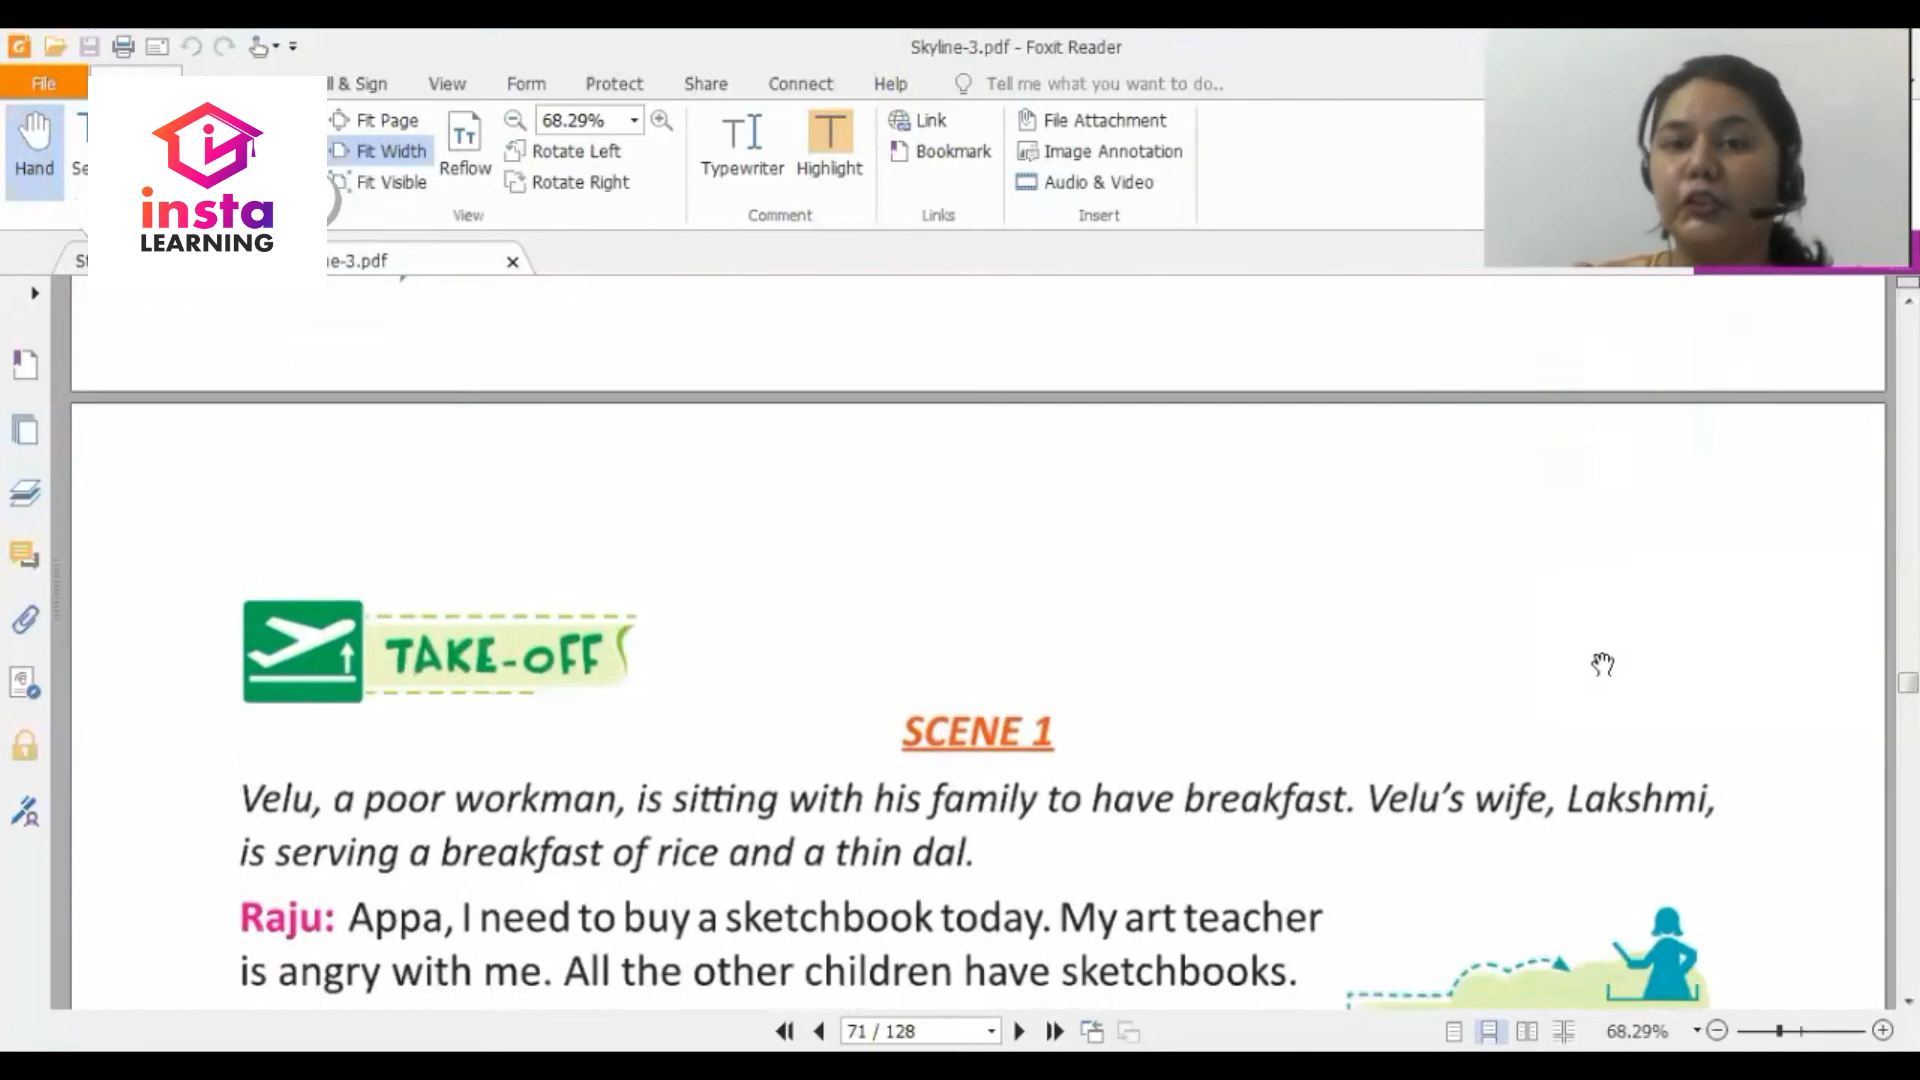 Skyline-3.pdf - Foxit Reader
File
ll & Sign
View
Form
Protect
Share
Connect
Help
Tell me what you want to do..
Hand
Fit Page
Fit Width
Fit Visible
Reflow
68.29%
Rotate Left
Rotate Right
View
Typewriter
Highlight
Comment
Link
Bookmark
Links
File Attachment
Image Annotation
Audio & Video
Insert
insta
LEARNING
e-3.pdf
TAKE-OFF
SCENE 1
Velu, a poor workman, is sitting with his family to have breakfast. Velu's wife, Lakshmi,
is serving a breakfast of rice and a thin dal.
Raju: Appa, I need to buy a sketchbook today. My art teacher
is angry with me. All the other children have sketchbooks.
71 / 128
68.29%